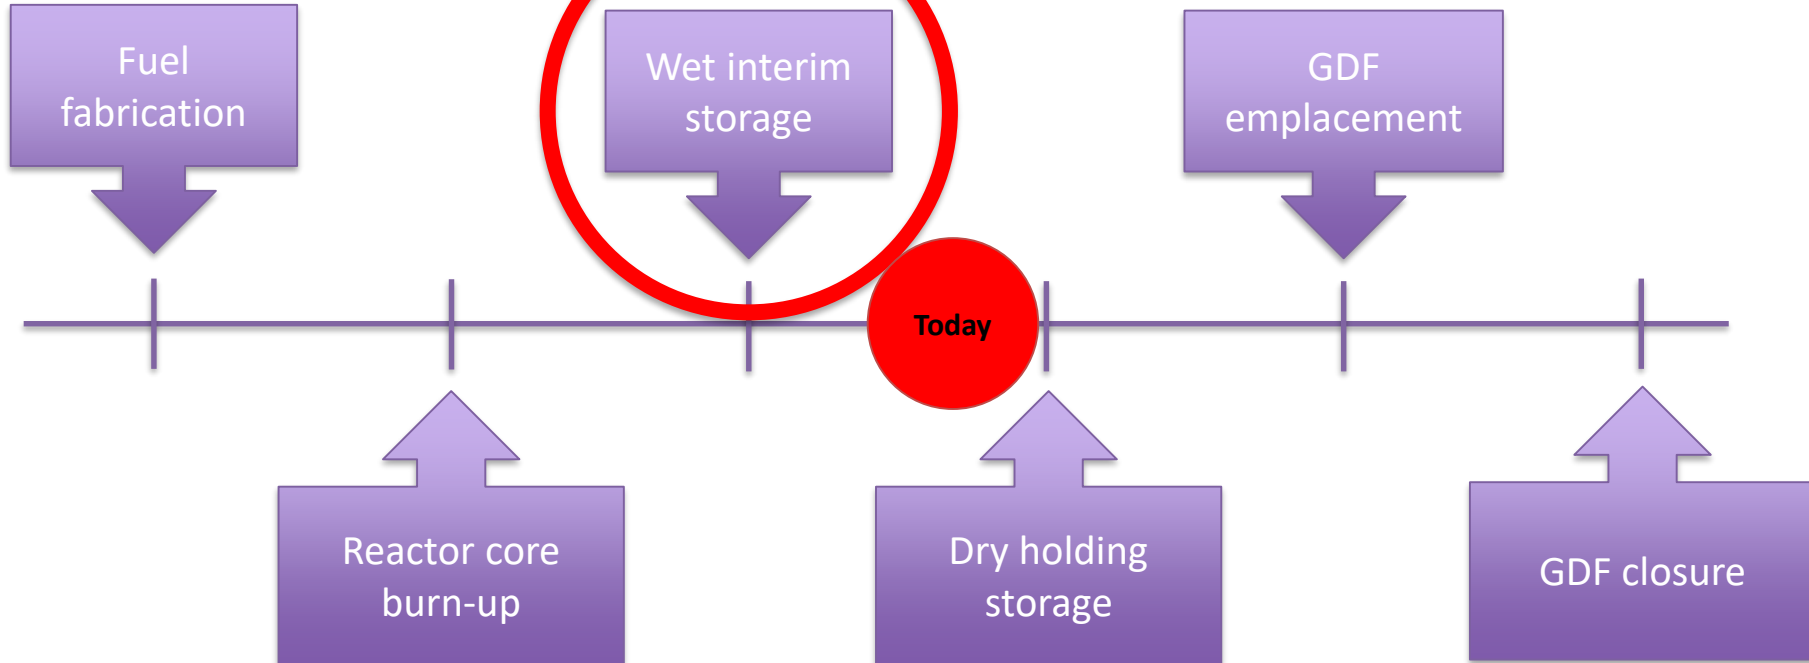 Fuel
fabrication
Wet interim
storage
GDF
emplacement
Today
Reactor core
burn-up
Dry holding
storage
GDF closure